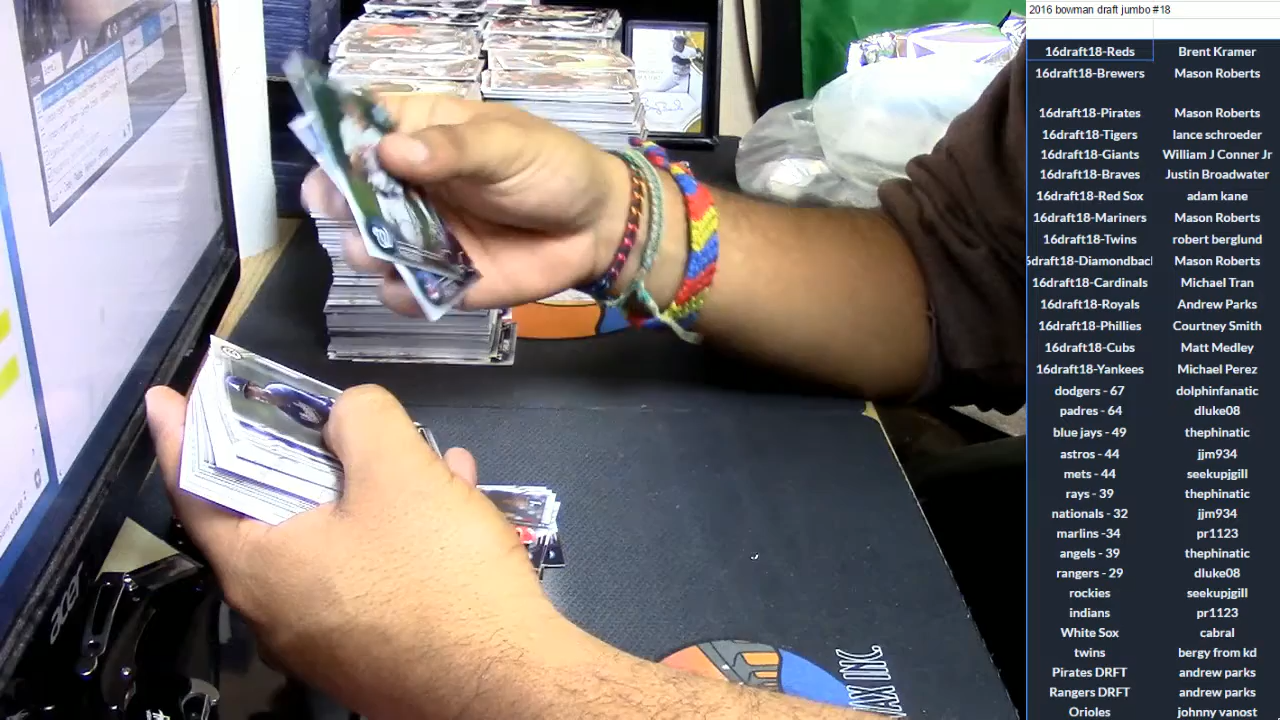 2016 bowman draft jumbo #18
16draft18-Reds Brent Kramer
16draft18-Brewers Mason Roberts
16draft18-Pirates Mason Roberts
16draft18-Tigers lance schroeder
16draft18-Giants William J Conner Jr
16draft18-Braves Justin Broadwater
16draft18-Red Sox adam kane
16draft18-Mariners Mason Roberts
16draft18-Twins robert berglund
6draft18-Diamondbac Mason Roberts
16draft18-Cardinals Michael Tran
16draft18-Royals Andrew Parks
16draft18-Phillies Courtney Smith
16draft18-Cubs Matt Medley
16draft18-Yankees Michael Perez
dodgers - 67 dolphinfanatic
padres - 64 dluke08
blue jays - 49 thephinatic
astros - 44 jjm934
mets - 44 seekupjgill
rays - 39 thephinatic
nationals - 32 jjm934
marlins -34 pr1123
angels - 39 thephinatic
rangers - 29 dluke08
rockies seekupjgill
indians pr1123
White Sox cabral
twins bergy from kd
Pirates DRFT andrew parks
Rangers DRFT andrew parks
Orioles johnny vanost
acer
AX INC.